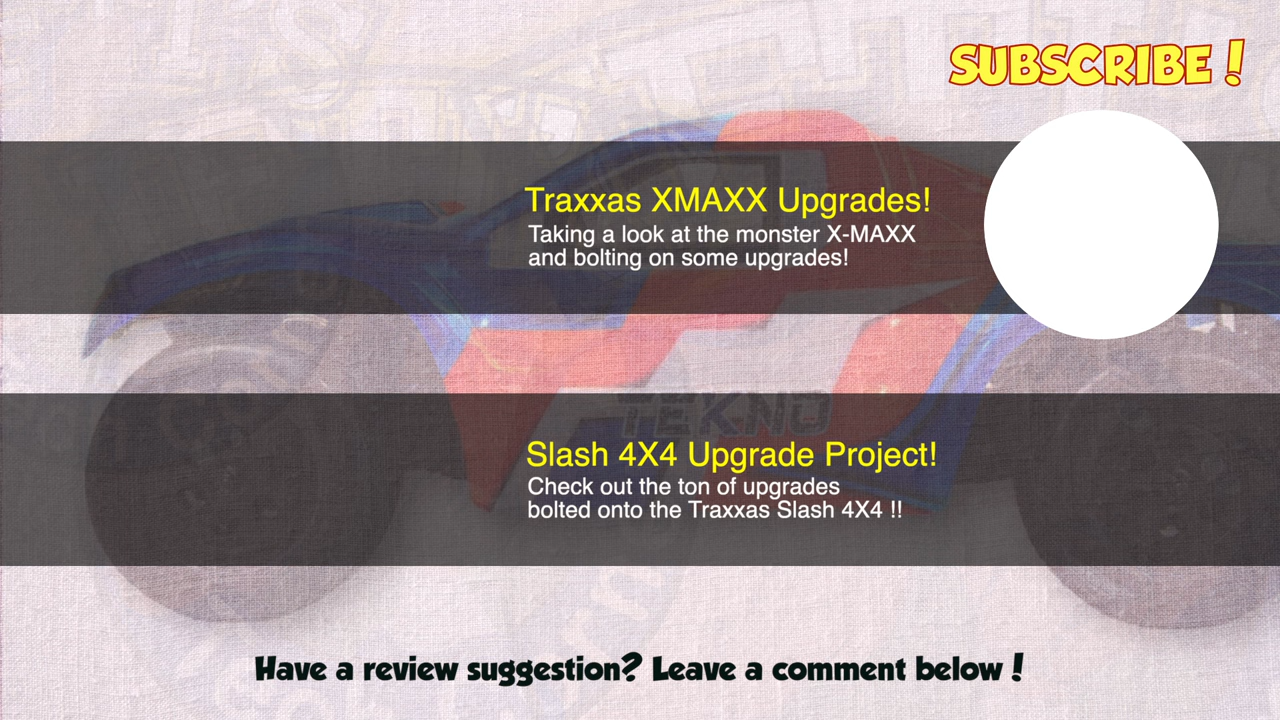 SUBSCRIBE!
Traxxas XMAXX Upgrades!
Taking a look at the monster X-MAXX
and bolting on some upgrades!
TEKNO
Slash 4X4 Upgrade Project!
Check out the ton of upgrades
bolted onto the Traxxas Slash 4X4 !!
Have a review suggestion? Leave a comment below!